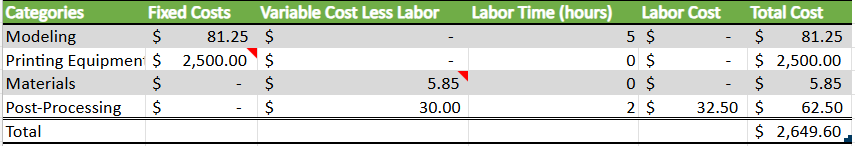 Categories Fixed Costs Variable Cost Less Labor Labor Time (hours) Labor Cost Total Cost
Modeling $ 81.25 $ - 5 $ - $ 81.25
Printing Equipmen $ 2,500.00 $ - 0 $ - $ 2,500.00
Materials $ - $ 5.85 0 $ - $ 5.85
Post-Processing $ - $ 30.00 2 $ 32.50 $ 62.50
Total $ 2,649.60